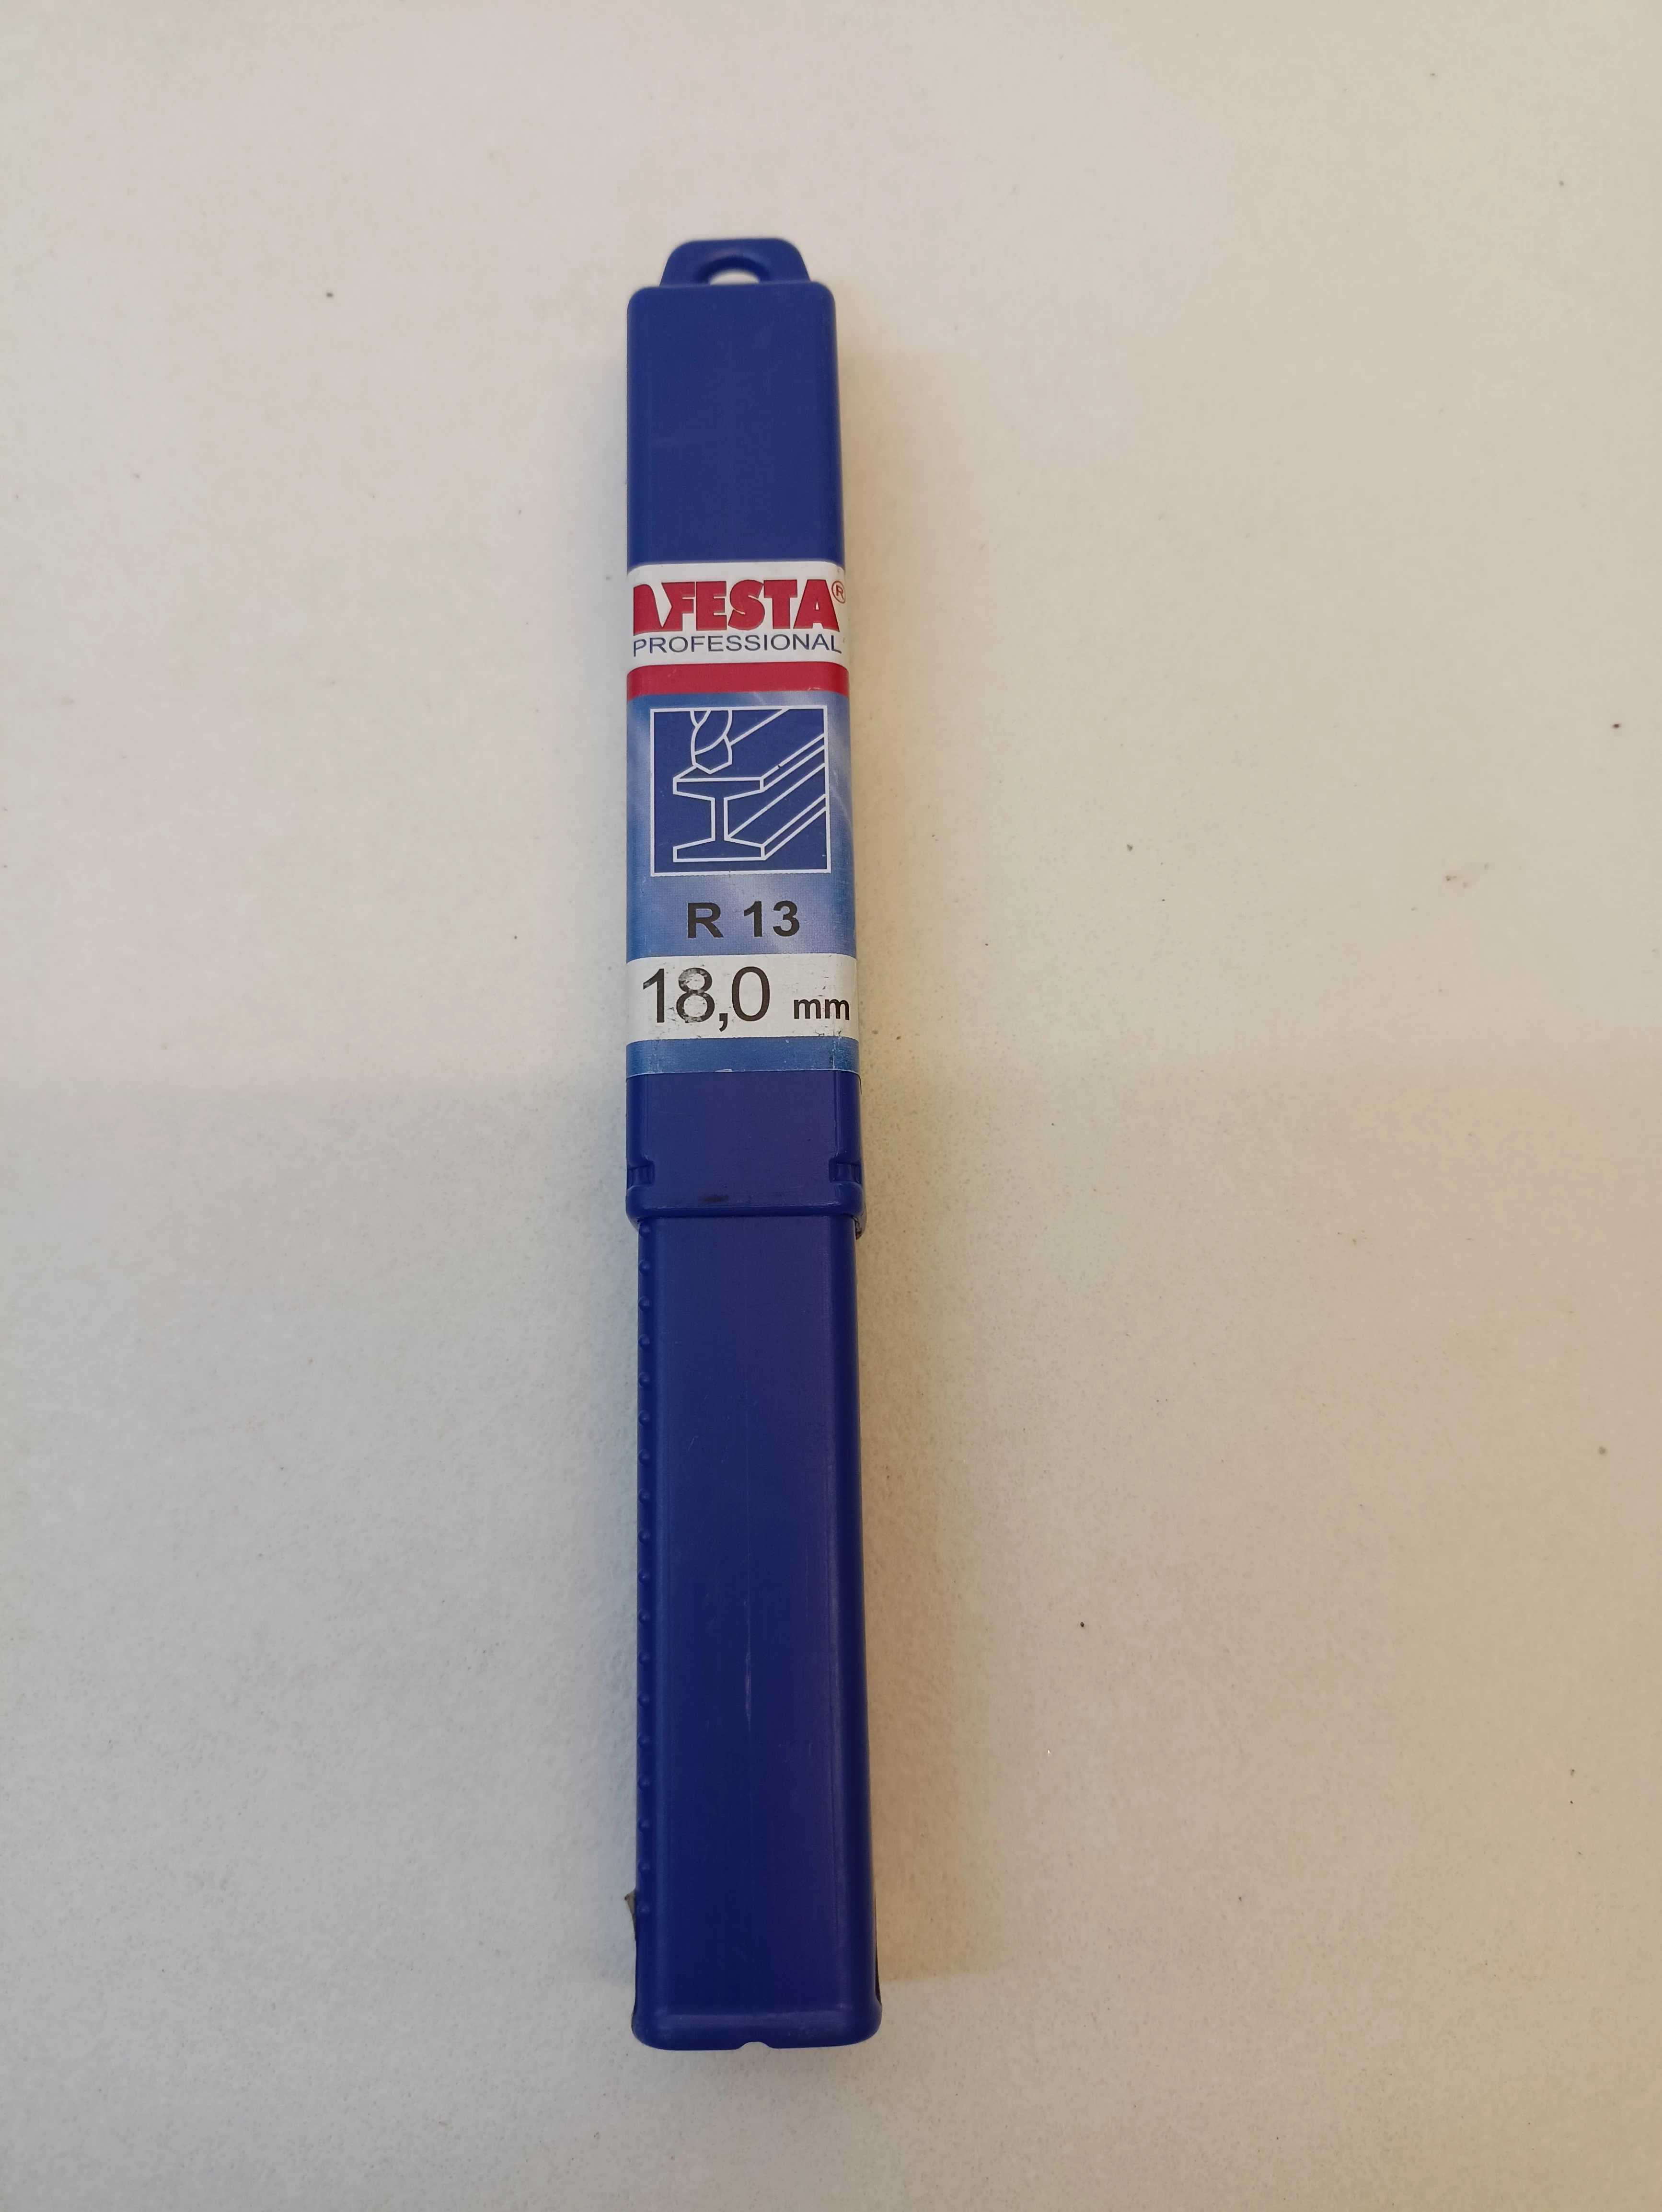 FESTA®
PROFESSIONAL
R 13
18,0 mm